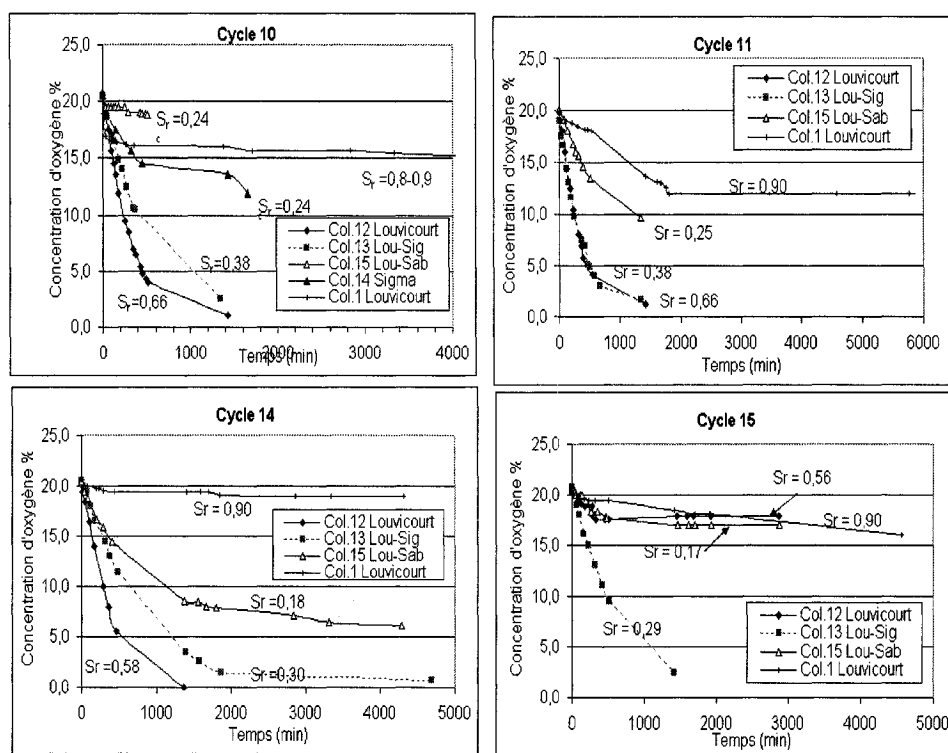 Cycle 10
Concentration d'oxygène %
25,0
20,0
15,0
10,0
5,0
0,0
0
1000
2000
3000
4000
Temps (min)
Sr = 0,24
Sr = 0,8-0,9
Sr = 0,24
Sr = 0,38
Sr = 0,66
Col.12 Louvicourt
Col.13 Lou-Sig
Col.15 Lou-Sab
Col.14 Sigma
Col.1 Louvicourt
Cycle 11
Concentration d'oxygène %
25,0
20,0
15,0
10,0
5,0
0,0
0
1000
2000
3000
4000
5000
6000
Temps (min)
Col.12 Louvicourt
Col.13 Lou-Sig
Col.15 Lou-Sab
Col.1 Louvicourt
Sr = 0,90
Sr = 0,25
Sr = 0,38
Sr = 0,66
Cycle 14
Concentration d'oxygène %
25,0
20,0
15,0
10,0
5,0
0,0
0
1000
2000
3000
4000
5000
Temps (min)
Sr = 0,90
Col.12 Louvicourt
Col.13 Lou-Sig
Col.15 Lou-Sab
Col.1 Louvicourt
Sr = 0,18
Sr = 0,58
Sr = 0,30
Cycle 15
Concentration d'oxygène %
25,0
20,0
15,0
10,0
5,0
0,0
0
1000
2000
3000
4000
5000
Temps (min)
Sr = 0,56
Sr = 0,90
Sr = 0,17
Sr = 0,29
Col.12 Louvicourt
Col.13 Lou-Sig
Col.15 Lou-Sab
Col.1 Louvicourt